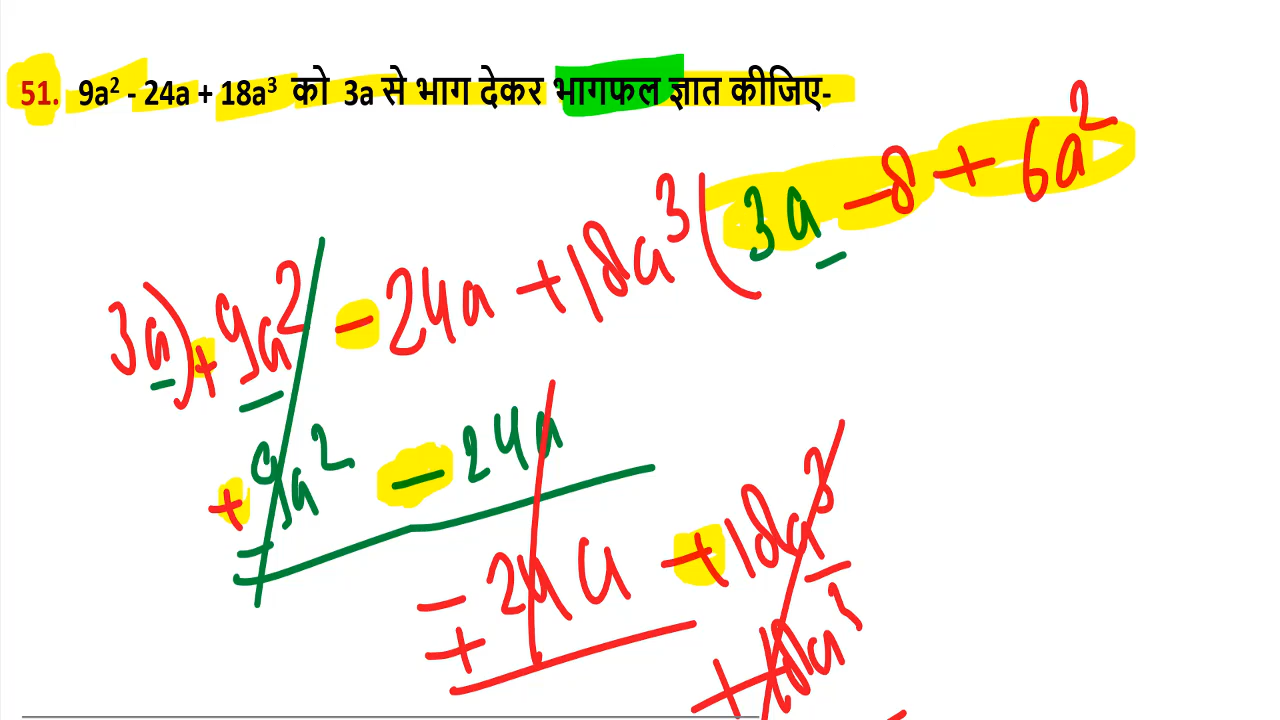 51. 9a² - 24a + 18a³ को 3a से भाग देकर भागफल ज्ञात कीजिए-
3a) + 9a² - 24a + 18a³ ( 3a - 8 + 6a²
+ 9a² - 24a
-
- 24a + 18a³
+
+ 18a³